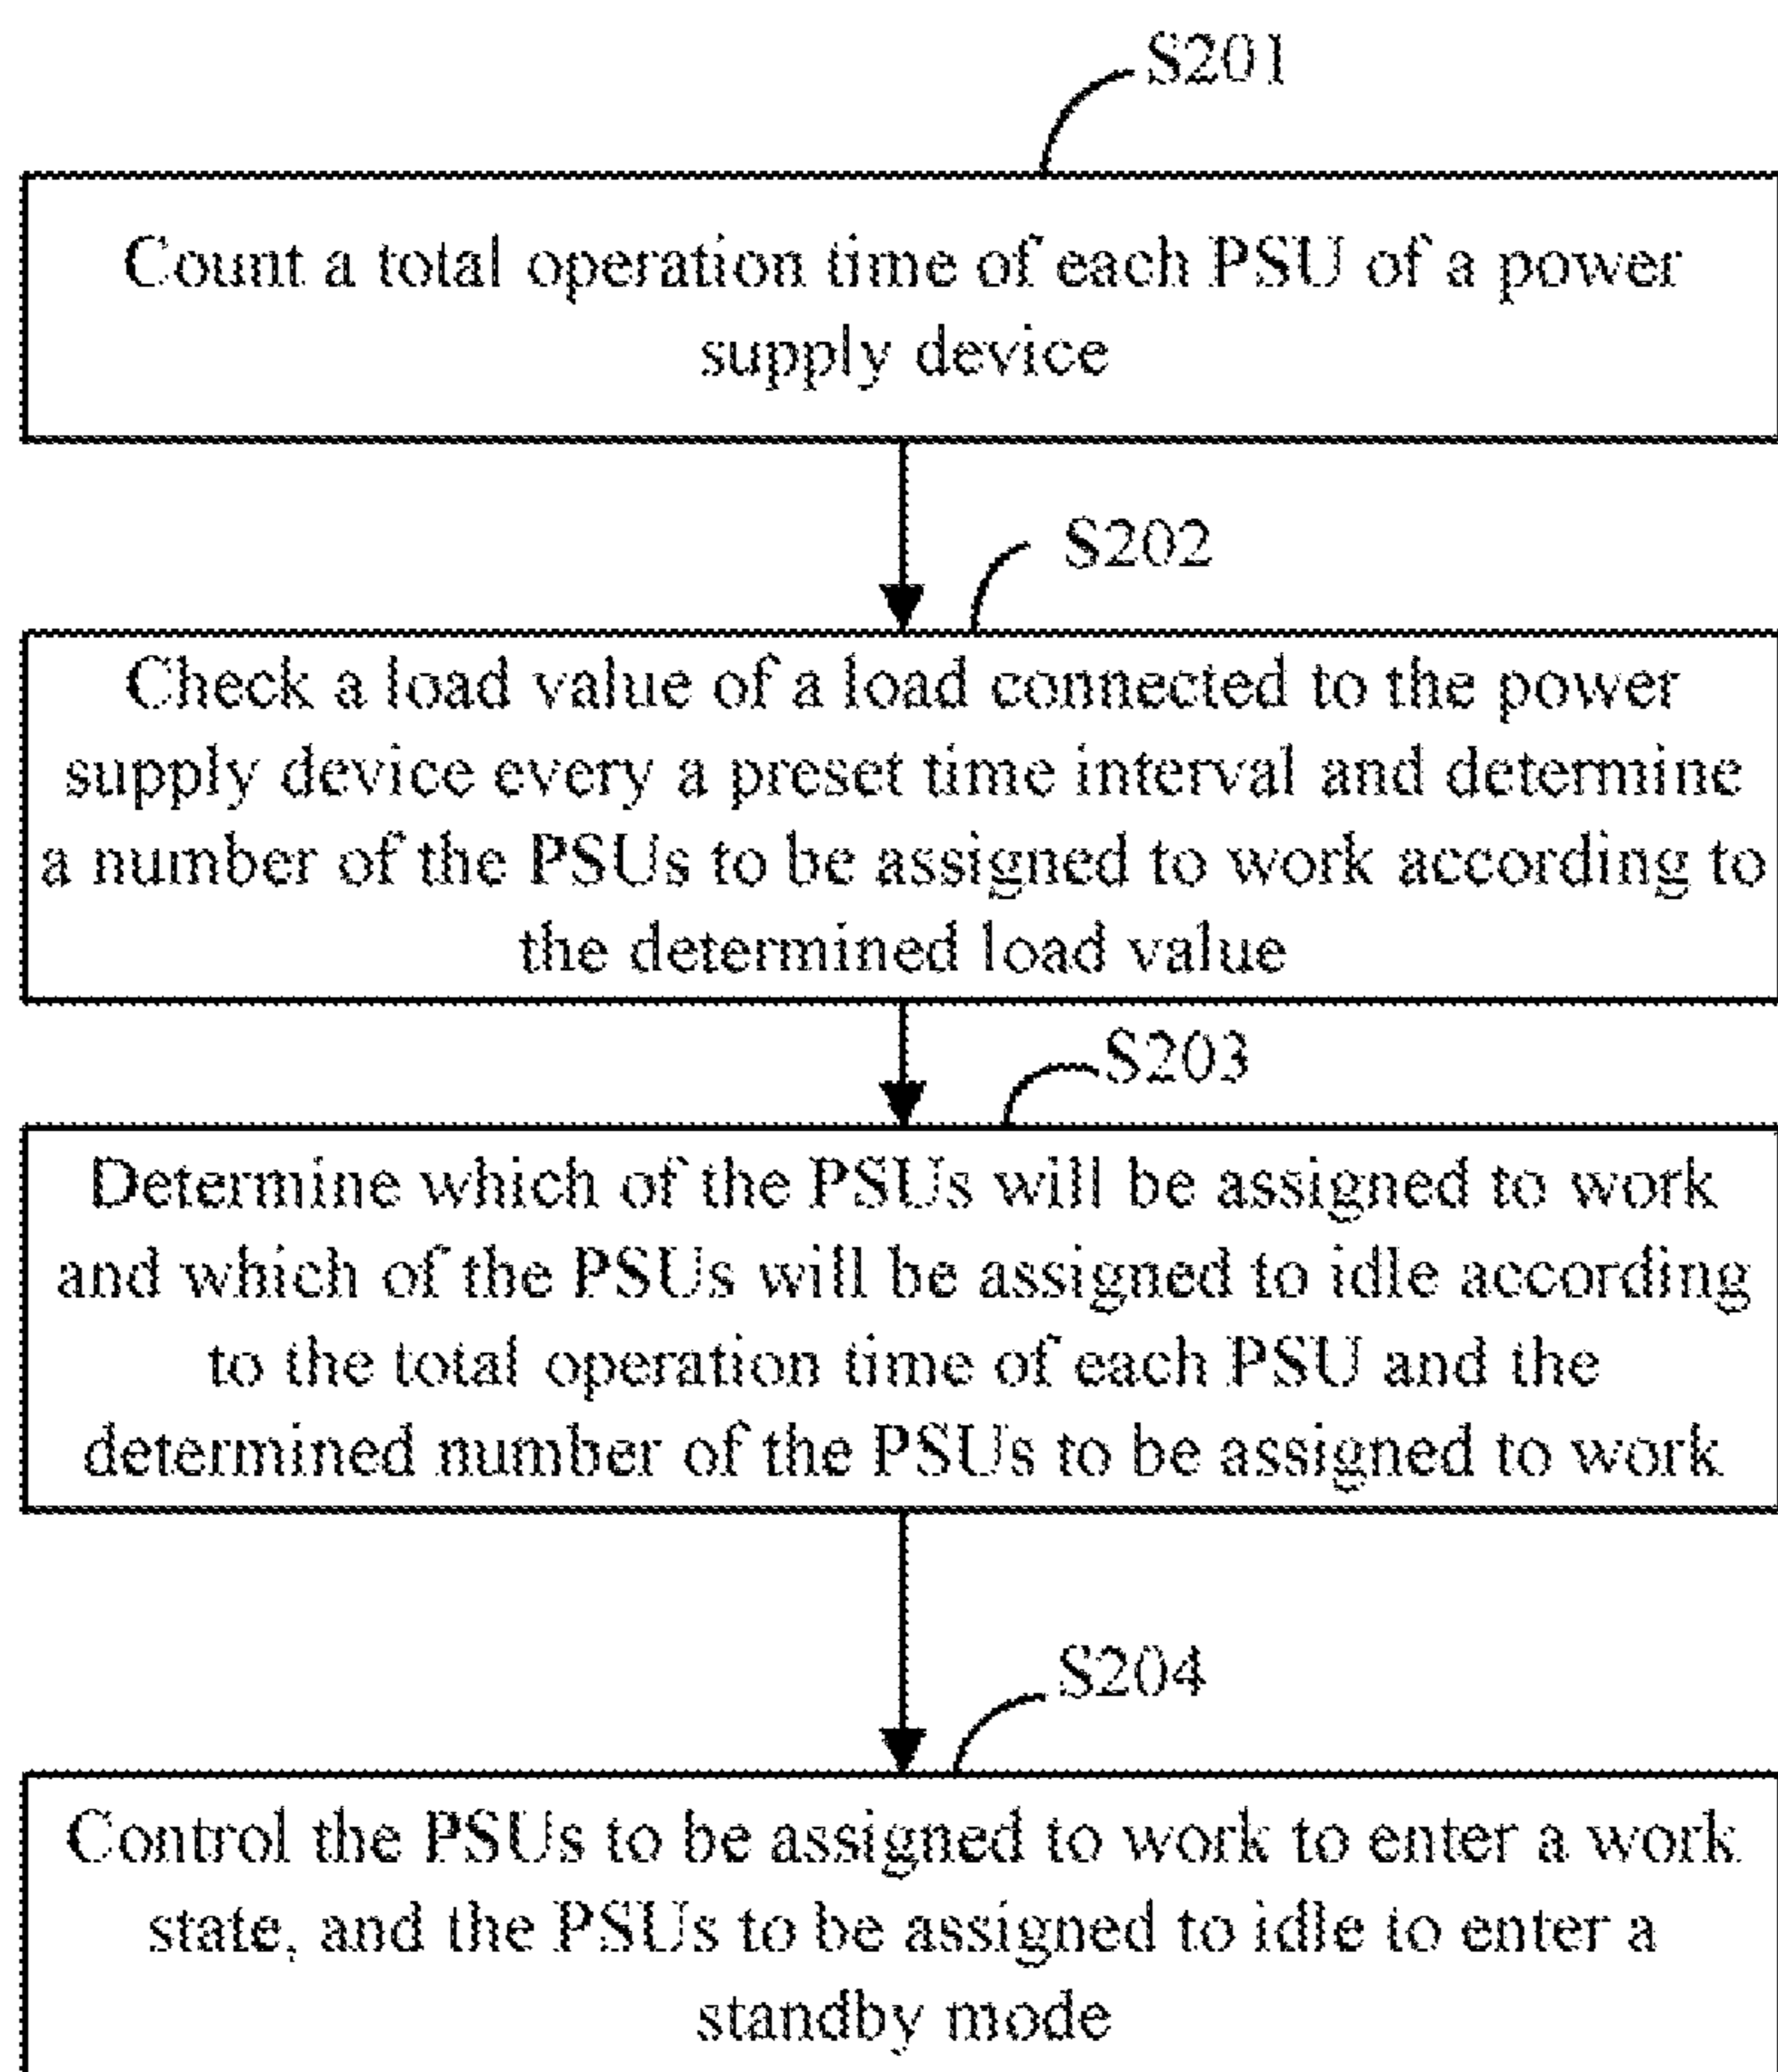 S201
Count a total operation time of each PSU of a power
supply device
S202
Check a load value of a load connected to the power
supply device every a preset time interval and determine
a number of the PSUs to be assigned to work according to
the determined load value
S203
Determine which of the PSUs will be assigned to work
and which of the PSUs will be assigned to idle according
to the total operation time of each PSU and the
determined number of the PSUs to be assigned to work
S204
Control the PSUs to be assigned to work to enter a work
state, and the PSUs to be assigned to idle to enter a
standby mode